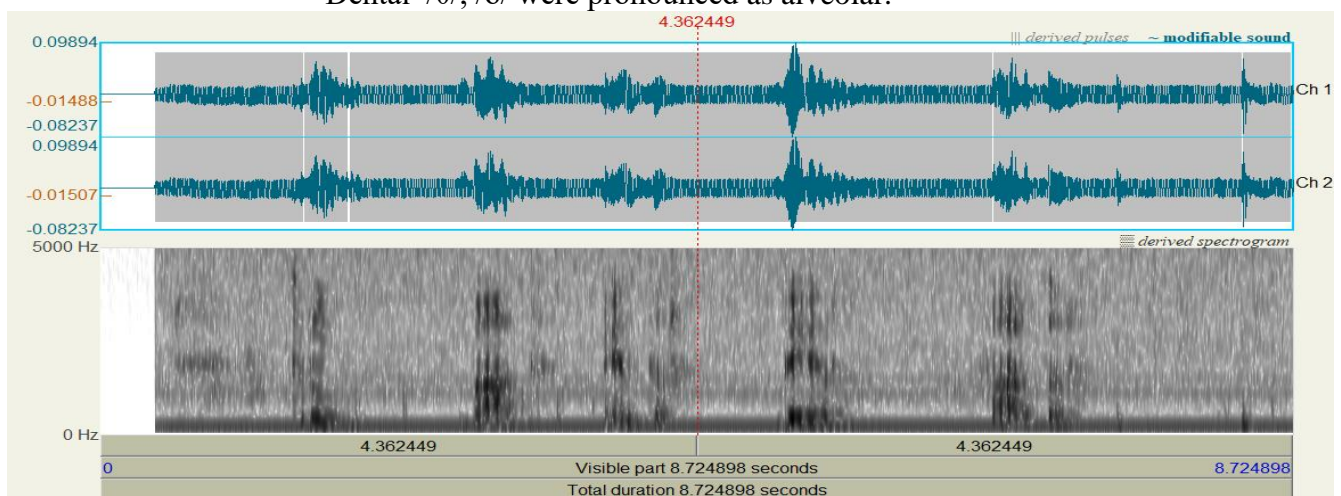 Dental /θ/, /ð/ were pronounced as alveolar.
4.362449
0.09894
derived pulses ~ modifiable sound
-0.01488
Ch 1
-0.08237
0.09894
-0.01507
Ch 2
-0.08237
5000 Hz
derived spectrogram
0 Hz
4.362449 4.362449
0 Visible part 8.724898 seconds 8.724898
Total duration 8.724898 seconds